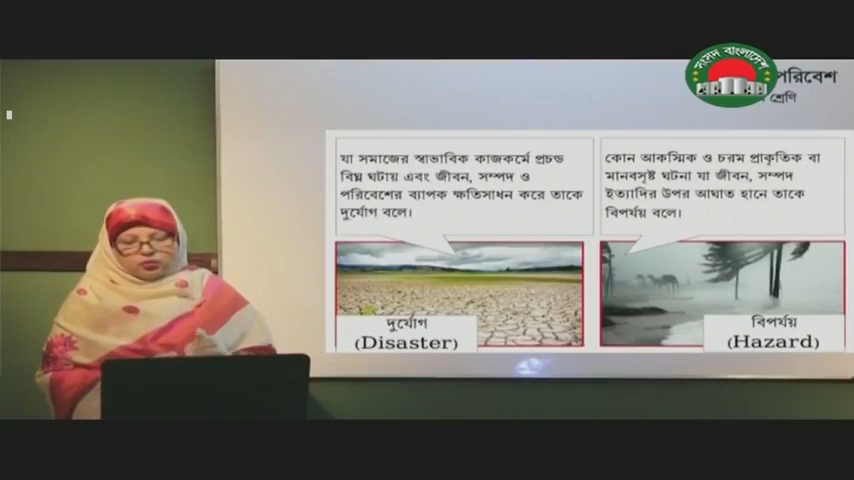 সংসদ বাংলাদেশ
পরিবেশ
শ্রেণি
যা সমাজের স্বাভাবিক কাজকর্মে প্রচন্ড
বিঘ্ন ঘটায় এবং জীবন, সম্পদ ও
পরিবেশের ব্যাপক ক্ষতিসাধন করে তাকে
দুর্যোগ বলে।
কোন আকস্মিক ও চরম প্রাকৃতিক বা
মানবসৃষ্ট ঘটনা যা জীবন, সম্পদ
ইত্যাদির উপর আঘাত হানে তাকে
বিপর্যয় বলে।
দুর্যোগ
(Disaster)
বিপর্যয়
(Hazard)